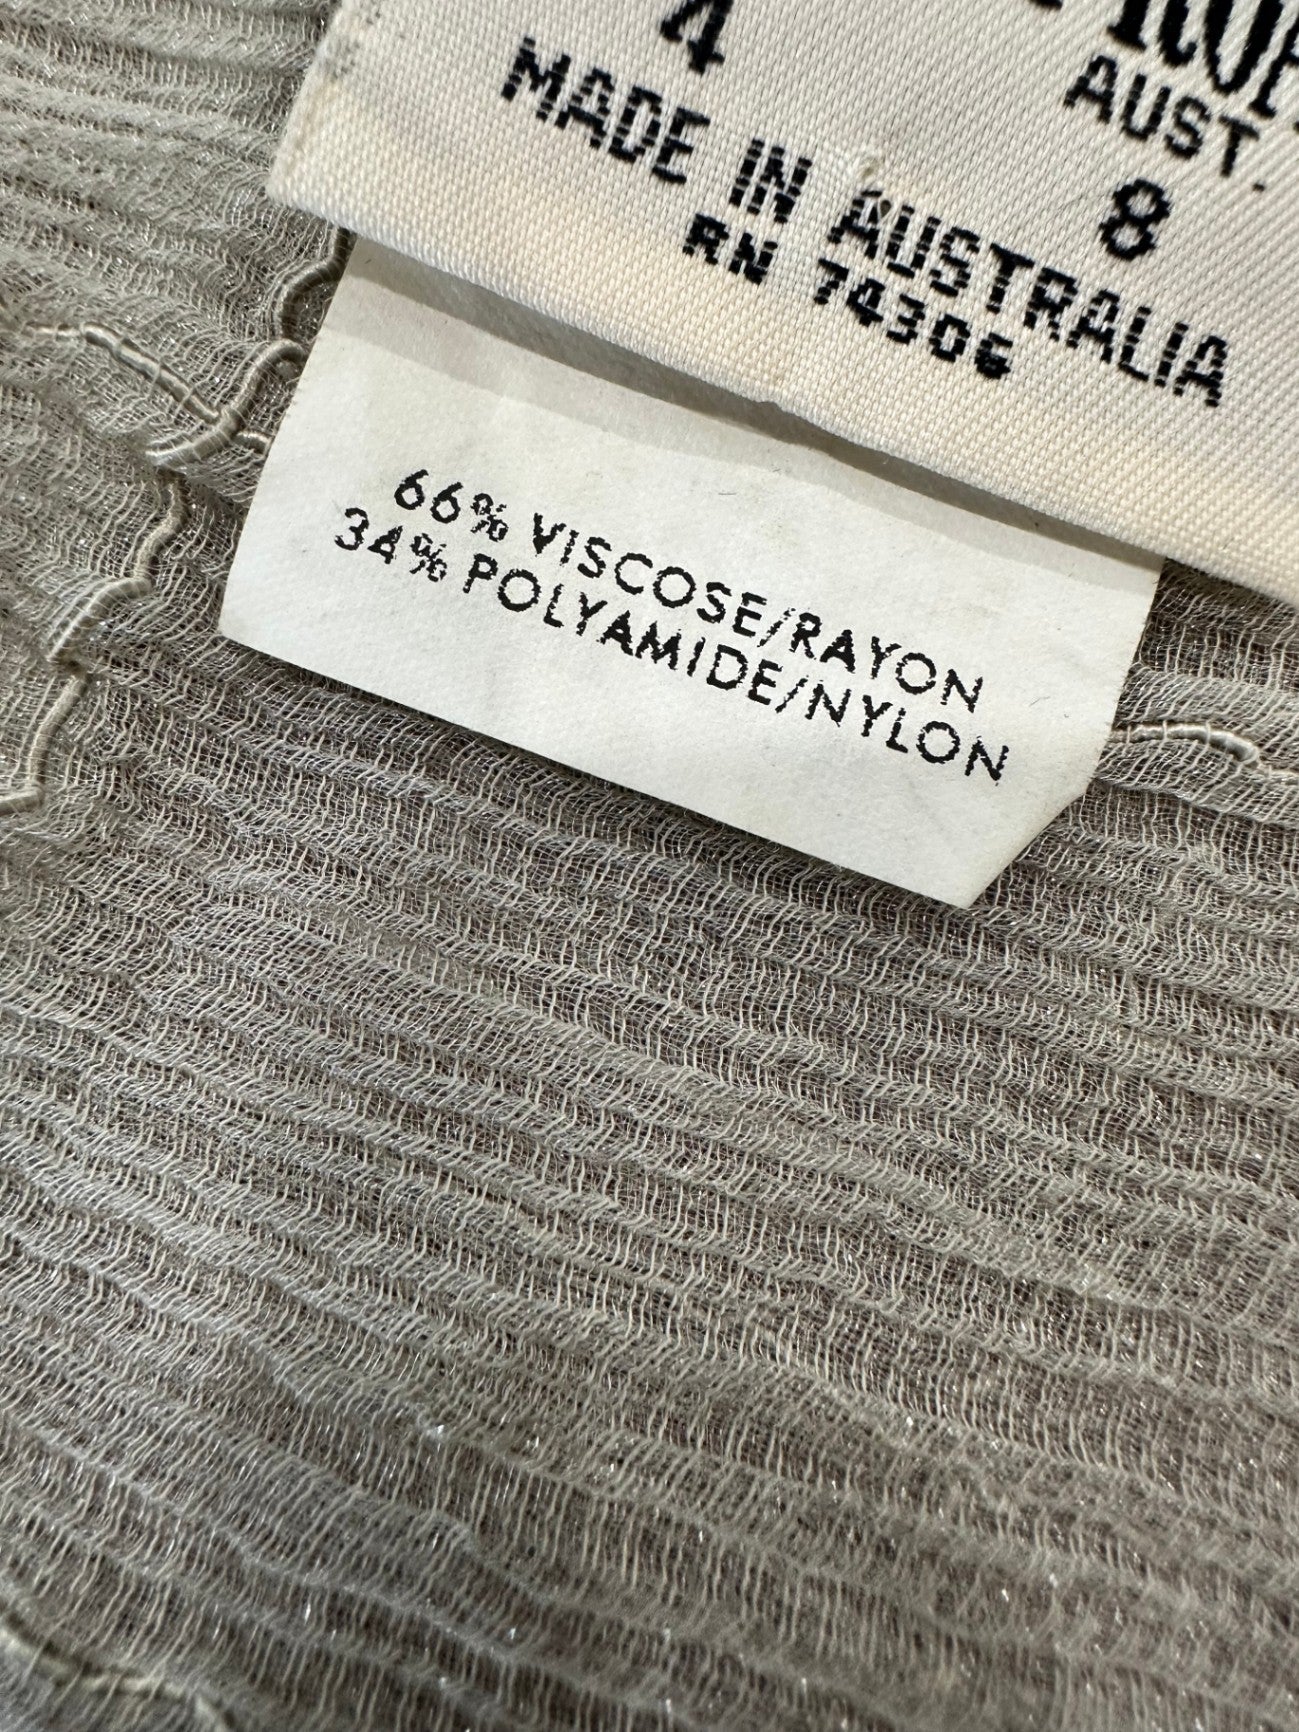 4
AUST.
8
MADE IN AUSTRALIA
RN 74306
66% VISCOSE/RAYON
34% POLYAMIDE/NYLON